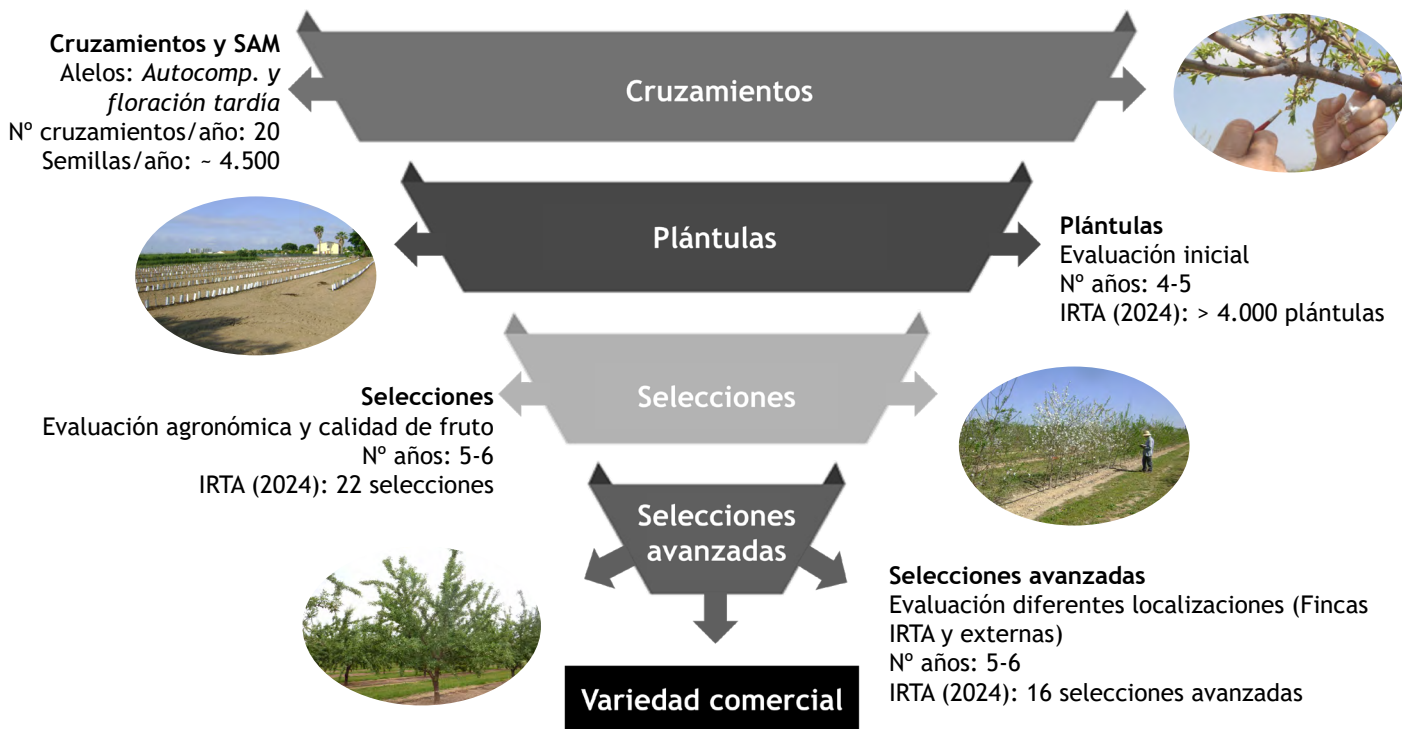 Cruzamientos y SAM
Alelos: Autocomp. y
floración tardía
Nº cruzamientos/año: 20
Semillas/año: ~ 4.500
Cruzamientos
Plántulas
Plántulas
Evaluación inicial
Nº años: 4-5
IRTA (2024): > 4.000 plántulas
Selecciones
Selecciones
Evaluación agronómica y calidad de fruto
Nº años: 5-6
IRTA (2024): 22 selecciones
Selecciones
avanzadas
Selecciones avanzadas
Evaluación diferentes localizaciones (Fincas
IRTA y externas)
Nº años: 5-6
IRTA (2024): 16 selecciones avanzadas
Variedad comercial